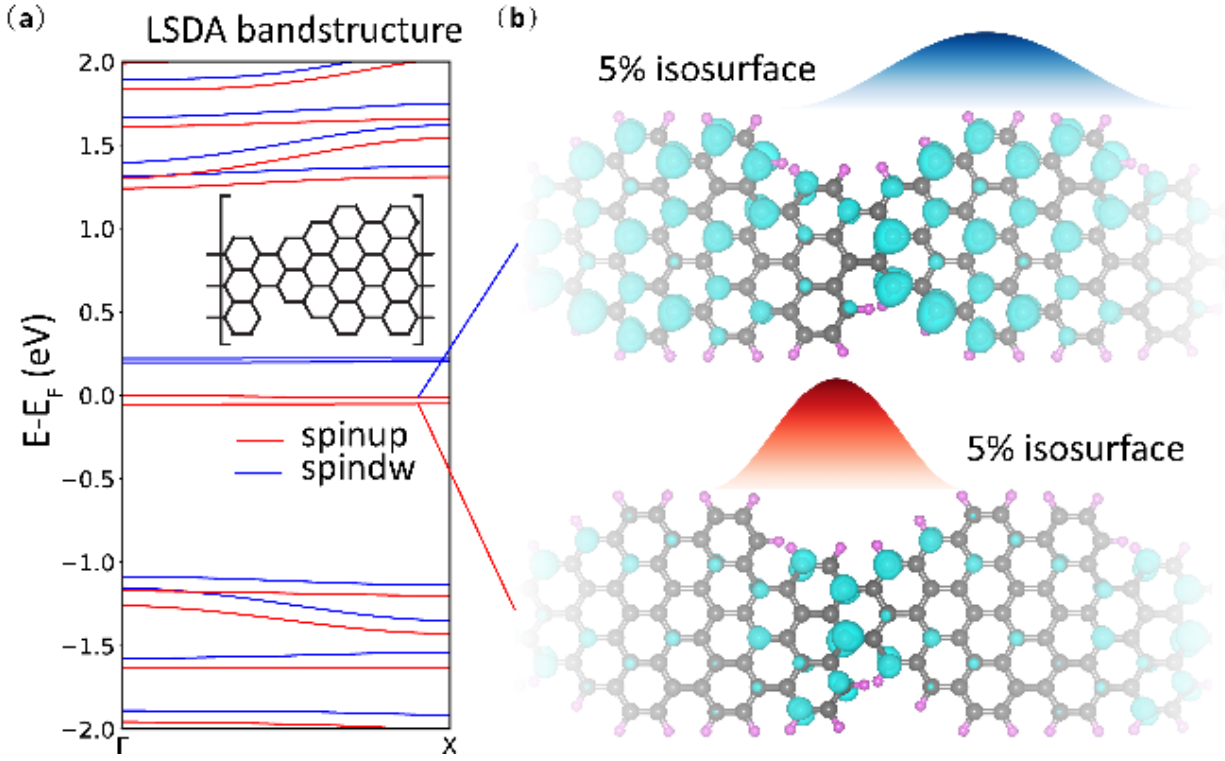 (a)
LSDA bandstructure
(b)
2.0
1.5
1.0
0.5
0.0
−0.5
−1.0
−1.5
−2.0
E-E_F (eV)
spinup
spindw
Γ
X
5% isosurface
5% isosurface